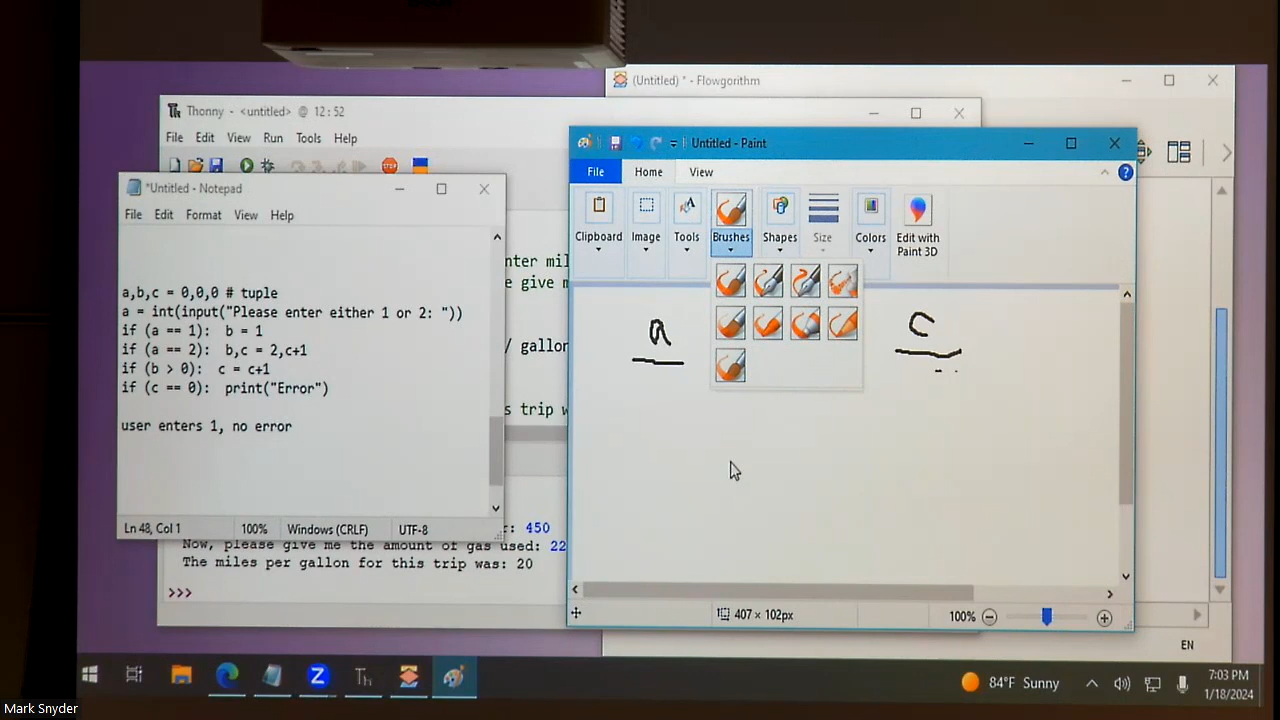 (Untitled) * - Flowgorithm
Thonny - <untitled> @ 12:52
File Edit View Run Tools Help
Untitled - Paint
File Home View
*Untitled - Notepad
File Edit Format View Help
Clipboard Image Tools Brushes Shapes Size Colors Edit with
Paint 3D
a,b,c = 0,0,0 # tuple
a = int(input("Please enter either 1 or 2: "))
if (a == 1): b = 1
if (a == 2): b,c = 2,c+1
if (b > 0): c = c+1
if (c == 0): print("Error")
user enters 1, no error
Ln 48, Col 1 100% Windows (CRLF) UTF-8
nter mil
e give m
/ gallon
s trip w
a c
r: 450
Now, please give me the amount of gas used: 22
The miles per gallon for this trip was: 20
>>>
407 × 102px 100%
EN
84°F Sunny
7:03 PM
1/18/2024
Mark Snyder